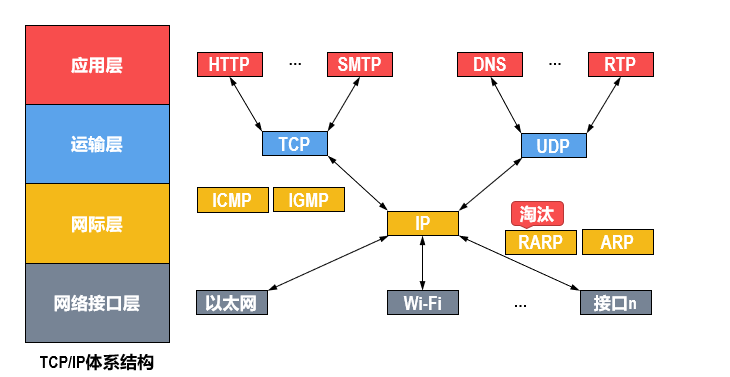 应用层
HTTP ... SMTP DNS ... RTP
运输层
TCP UDP
网际层
ICMP IGMP IP 淘汰 RARP ARP
网络接口层
以太网 Wi-Fi ... 接口n
TCP/IP体系结构